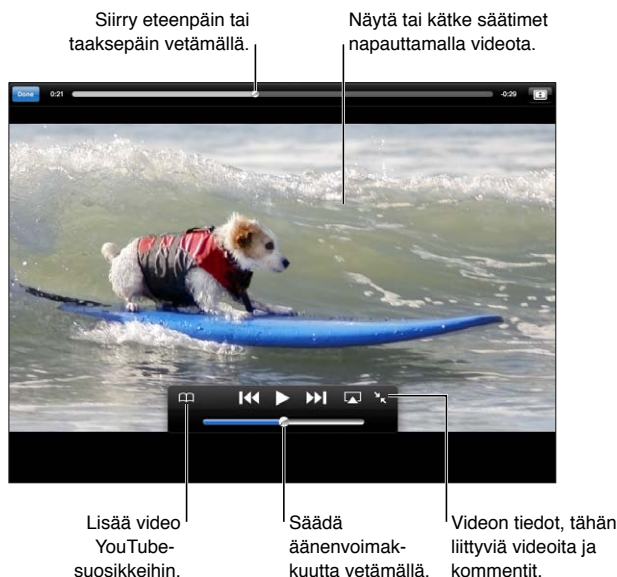 Siirry eteenpäin tai
taaksepäin vetämällä.
Näytä tai kätke säätimet
napauttamalla videota.
Done
0:21
-0:29
Lisää video
YouTube-
suosikkeihin.
Säädä
äänenvoimak-
kuutta vetämällä.
Videon tiedot, tähän
liittyviä videoita ja
kommentit.